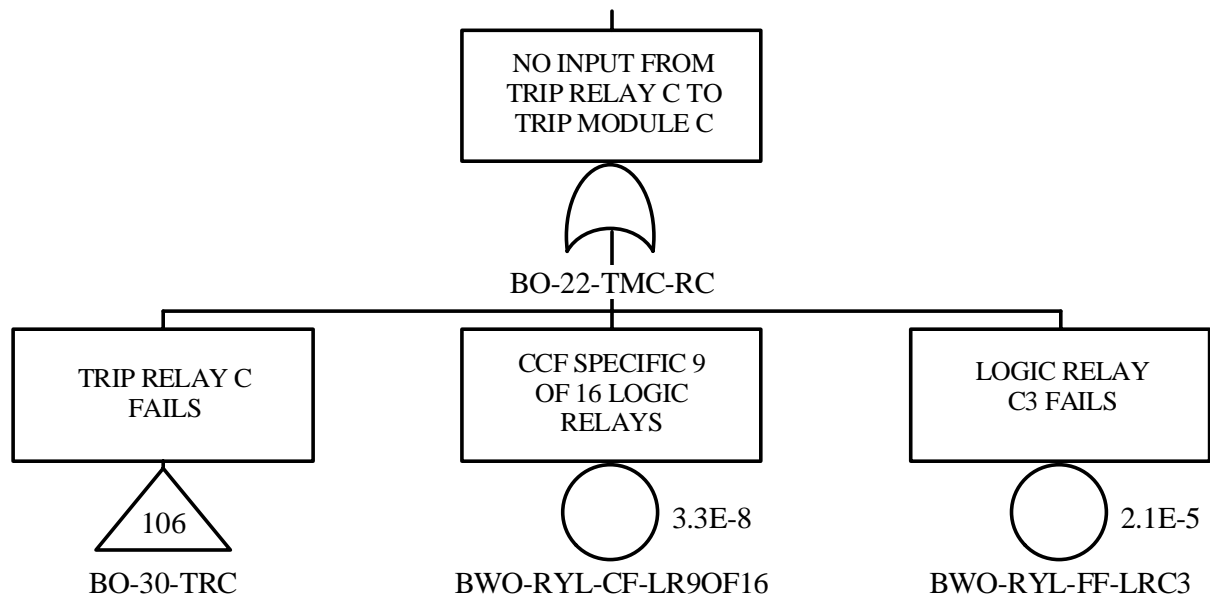 NO INPUT FROM
TRIP RELAY C TO
TRIP MODULE C
BO-22-TMC-RC
TRIP RELAY C
FAILS
CCF SPECIFIC 9
OF 16 LOGIC
RELAYS
LOGIC RELAY
C3 FAILS
106
3.3E-8
2.1E-5
BO-30-TRC
BWO-RYL-CF-LR9OF16
BWO-RYL-FF-LRC3